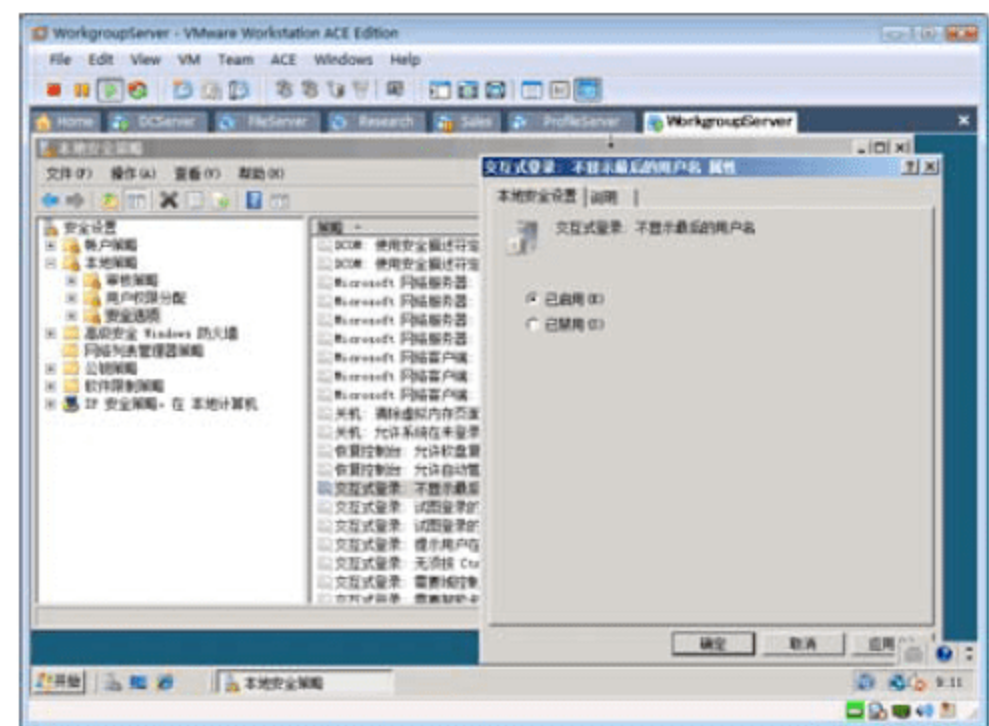 WorkgroupServer - VMware Workstation ACE Edition
File Edit View VM Team ACE Windows Help
Home DCServer FileServer Research Sales ProfileServer WorkgroupServer
本地安全策略
文件(F) 操作(A) 查看(V) 帮助(H)
安全设置
帐户策略
本地策略
审核策略
用户权限分配
安全选项
高级安全 Windows 防火墙
网络列表管理器策略
公钥策略
软件限制策略
IP 安全策略，在 本地计算机
策略
DCOM: 使用安全描述符定
DCOM: 使用安全描述符定
Microsoft 网络服务器:
Microsoft 网络服务器:
Microsoft 网络服务器:
Microsoft 网络服务器:
Microsoft 网络客户端:
Microsoft 网络客户端:
Microsoft 网络客户端:
关机: 清除虚拟内存页面
关机: 允许系统在未登录
恢复控制台: 允许软盘复
恢复控制台: 允许自动管
交互式登录: 不显示最后
交互式登录: 试图登录的
交互式登录: 试图登录的
交互式登录: 提示用户在
交互式登录: 无须按 Ctr
交互式登录: 需要域控制
交互式登录: 需要智能卡
交互式登录: 不显示最后的用户名 属性
本地安全设置 说明
交互式登录: 不显示最后的用户名
已启用(E)
已禁用(S)
确定 取消 应用
开始 本地安全策略 9:11